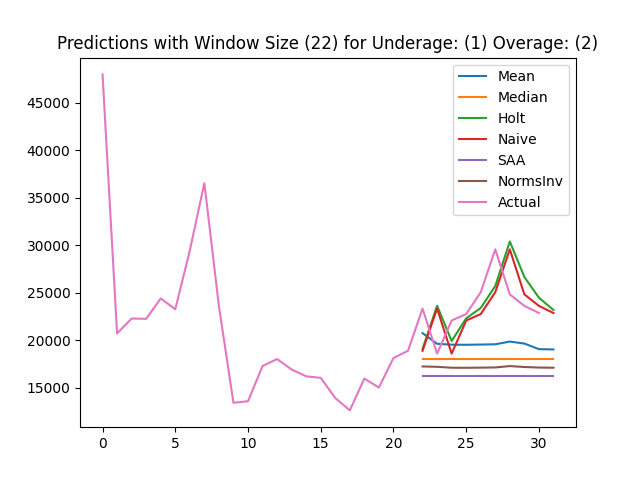 Predictions with Window Size (22) for Underage: (1) Overage: (2)
Mean
Median
Holt
Naive
SAA
NormsInv
Actual
45000
40000
35000
30000
25000
20000
15000
0 5 10 15 20 25 30